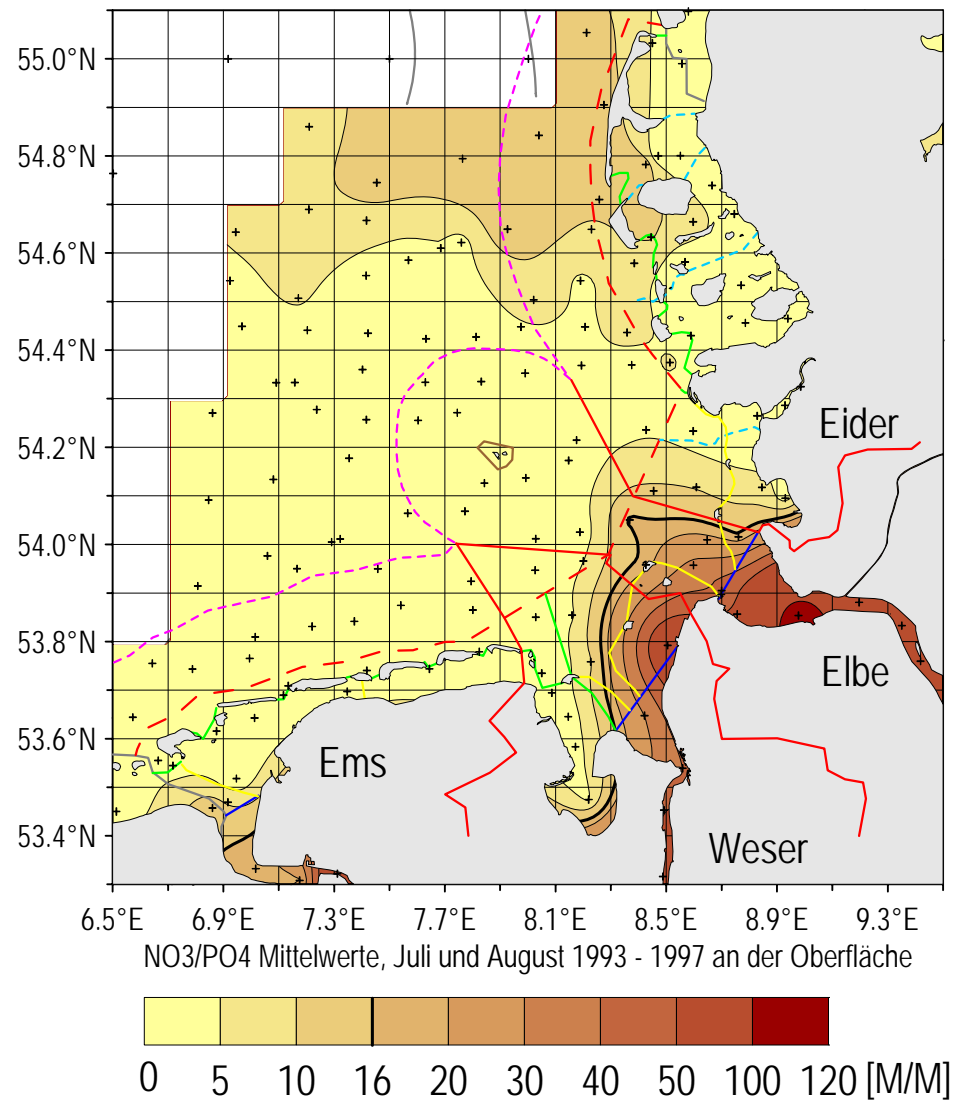 55.0°N
54.8°N
54.6°N
54.4°N
54.2°N
54.0°N
53.8°N
53.6°N
53.4°N
Eider
Elbe
Ems
Weser
6.5°E 6.9°E 7.3°E 7.7°E 8.1°E 8.5°E 8.9°E 9.3°E
NO3/PO4 Mittelwerte, Juli und August 1993 - 1997 an der Oberfläche
0 5 10 16 20 30 40 50 100 120 [M/M]